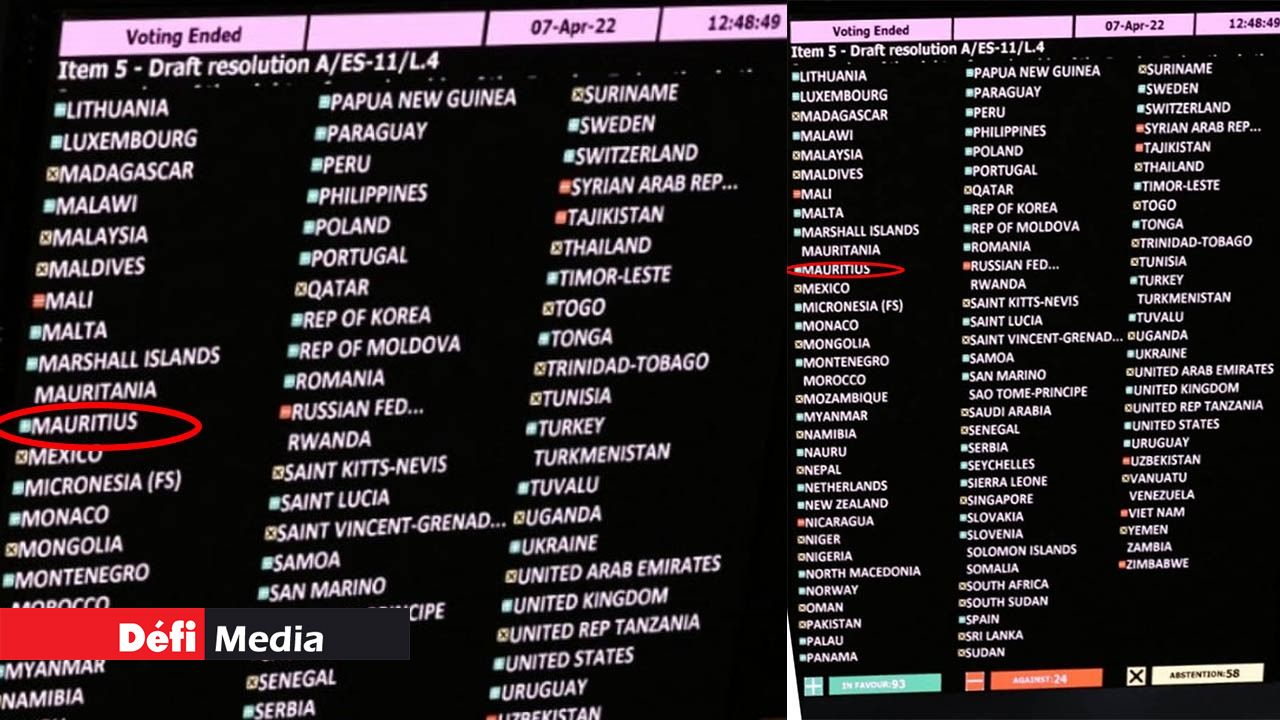 Voting Ended 07-Apr-22 12:48:49
Item 5 - Draft resolution A/ES-11/L.4
LITHUANIA
LUXEMBOURG
MADAGASCAR
MALAWI
MALAYSIA
MALDIVES
MALI
MALTA
MARSHALL ISLANDS
MAURITANIA
MAURITIUS
MEXICO
MICRONESIA (FS)
MONACO
MONGOLIA
MONTENEGRO
MOROCCO
MYANMAR
NAMIBIA
PAPUA NEW GUINEA
PARAGUAY
PERU
PHILIPPINES
POLAND
PORTUGAL
QATAR
REP OF KOREA
REP OF MOLDOVA
ROMANIA
RUSSIAN FED...
RWANDA
SAINT KITTS-NEVIS
SAINT LUCIA
SAINT VINCENT-GRENAD...
SAMOA
SAN MARINO
CIPE
SENEGAL
SERBIA
SURINAME
SWEDEN
SWITZERLAND
SYRIAN ARAB REP...
TAJIKISTAN
THAILAND
TIMOR-LESTE
TOGO
TONGA
TRINIDAD-TOBAGO
TUNISIA
TURKEY
TURKMENISTAN
TUVALU
UGANDA
UKRAINE
UNITED ARAB EMIRATES
UNITED KINGDOM
UNITED REP TANZANIA
UNITED STATES
URUGUAY
UZBEKISTAN
Défi Media
Voting Ended 07-Apr-22 12:48:49
Item 5 - Draft resolution A/ES-11/L.4
LITHUANIA
LUXEMBOURG
MADAGASCAR
MALAWI
MALAYSIA
MALDIVES
MALI
MALTA
MARSHALL ISLANDS
MAURITANIA
MAURITIUS
MEXICO
MICRONESIA (FS)
MONACO
MONGOLIA
MONTENEGRO
MOROCCO
MOZAMBIQUE
MYANMAR
NAMIBIA
NAURU
NEPAL
NETHERLANDS
NEW ZEALAND
NICARAGUA
NIGER
NIGERIA
NORTH MACEDONIA
NORWAY
OMAN
PAKISTAN
PALAU
PANAMA
PAPUA NEW GUINEA
PARAGUAY
PERU
PHILIPPINES
POLAND
PORTUGAL
QATAR
REP OF KOREA
REP OF MOLDOVA
ROMANIA
RUSSIAN FED...
RWANDA
SAINT KITTS-NEVIS
SAINT LUCIA
SAINT VINCENT-GRENAD...
SAMOA
SAN MARINO
SAO TOME-PRINCIPE
SAUDI ARABIA
SENEGAL
SERBIA
SEYCHELLES
SIERRA LEONE
SINGAPORE
SLOVAKIA
SLOVENIA
SOLOMON ISLANDS
SOMALIA
SOUTH AFRICA
SOUTH SUDAN
SPAIN
SRI LANKA
SUDAN
SURINAME
SWEDEN
SWITZERLAND
SYRIAN ARAB REP...
TAJIKISTAN
THAILAND
TIMOR-LESTE
TOGO
TONGA
TRINIDAD-TOBAGO
TUNISIA
TURKEY
TURKMENISTAN
TUVALU
UGANDA
UKRAINE
UNITED ARAB EMIRATES
UNITED KINGDOM
UNITED REP TANZANIA
UNITED STATES
URUGUAY
UZBEKISTAN
VANUATU
VENEZUELA
VIET NAM
YEMEN
ZAMBIA
ZIMBABWE
IN FAVOUR:93 AGAINST:24 ABSTENTION:58